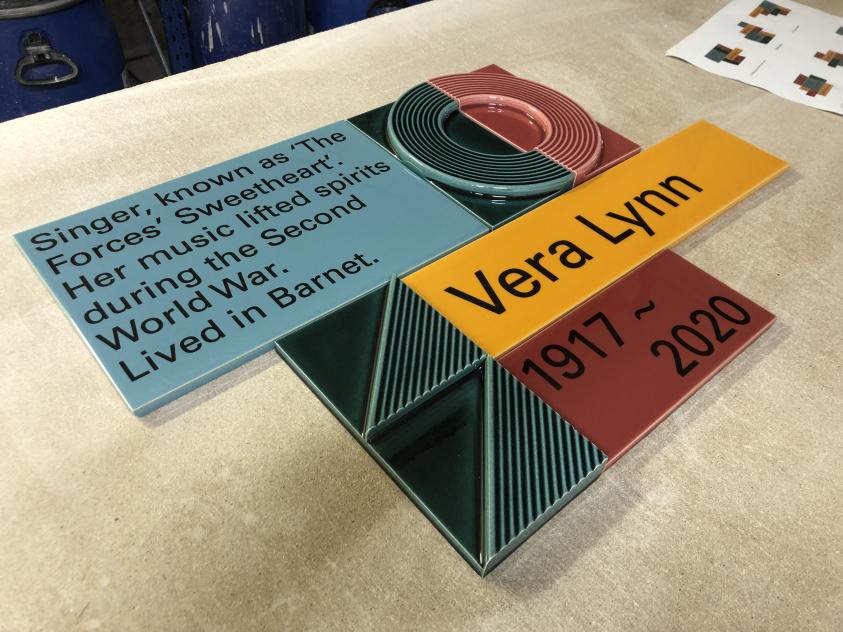 Singer, known as ‘The
Forces’ Sweetheart’.
Her music lifted spirits
during the Second
World War.
Lived in Barnet.
Vera Lynn
1917 ~
2020